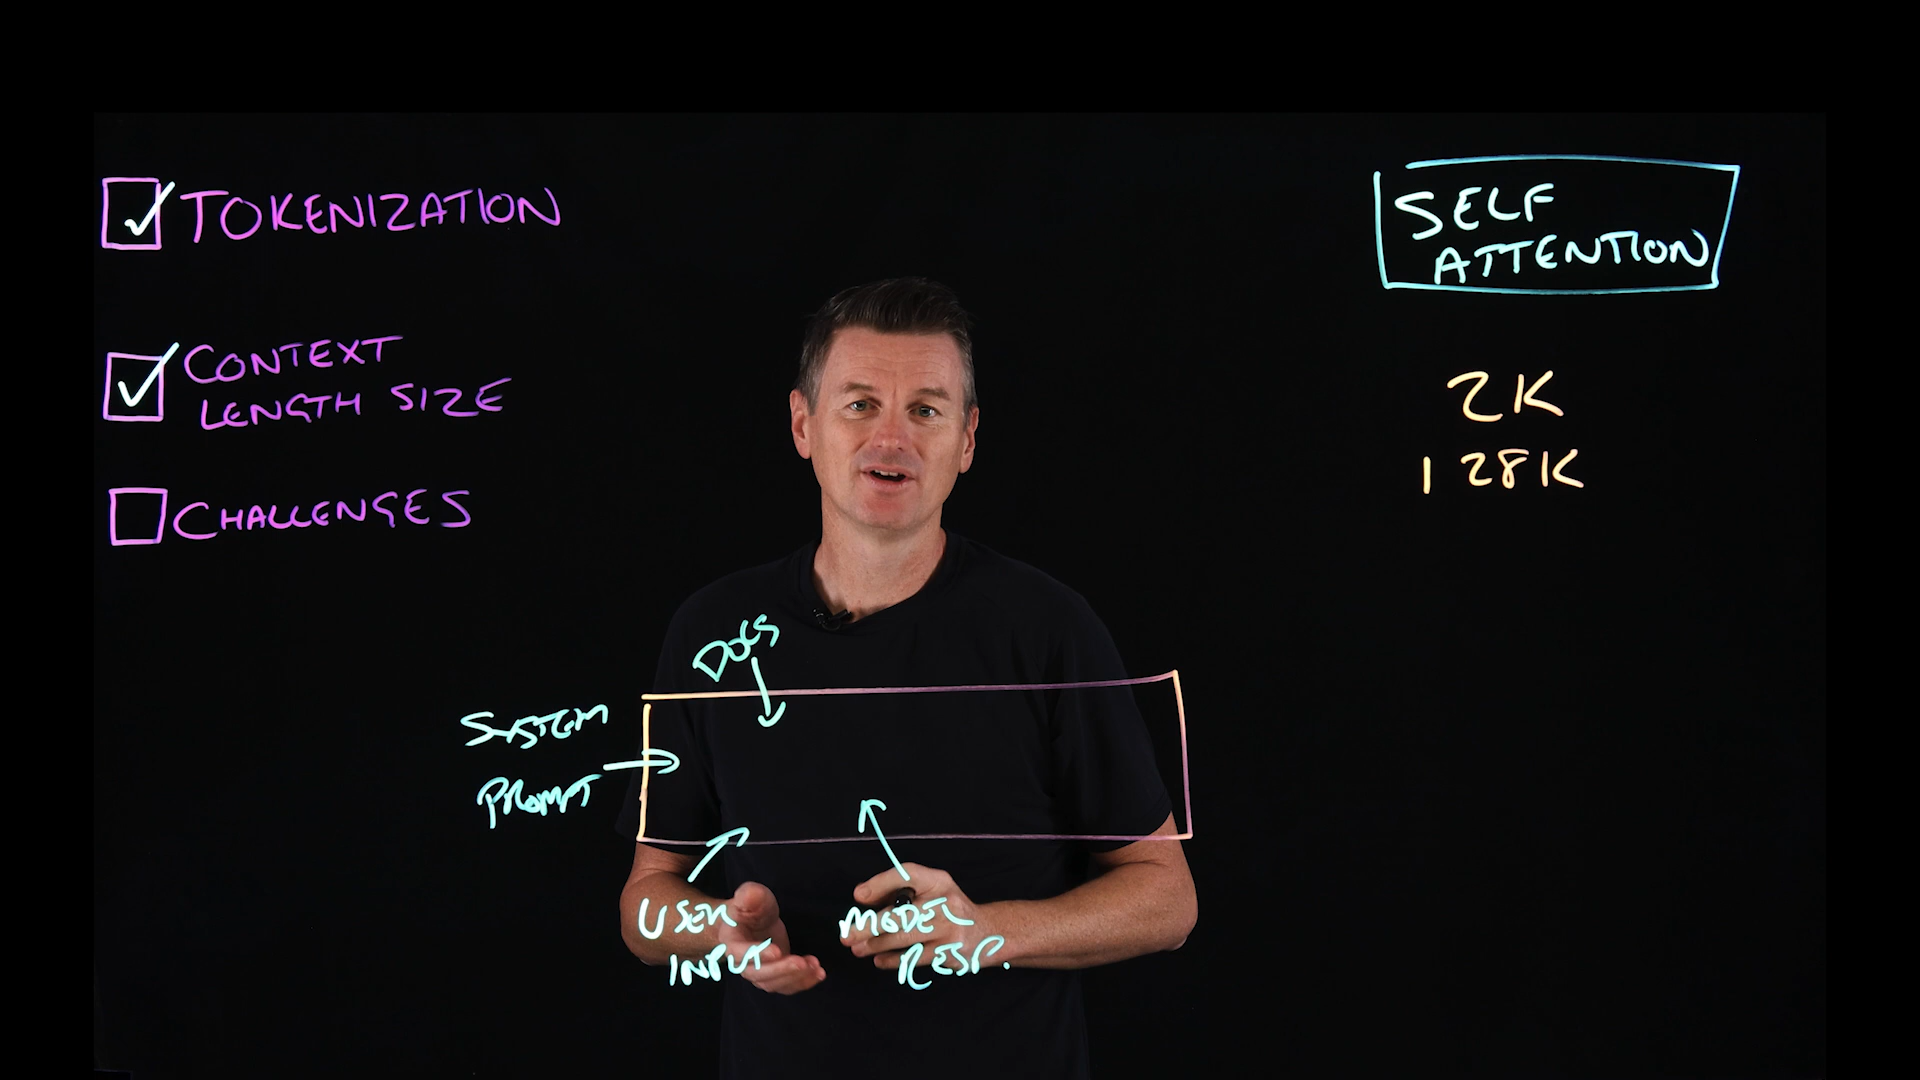 TOKENIZATION
CONTEXT
LENGTH SIZE
CHALLENGES
SELF
ATTENTION
2K
128K
DOCS
SYSTEM
PROMPT
USER
INPUT
MODEL
RESP.